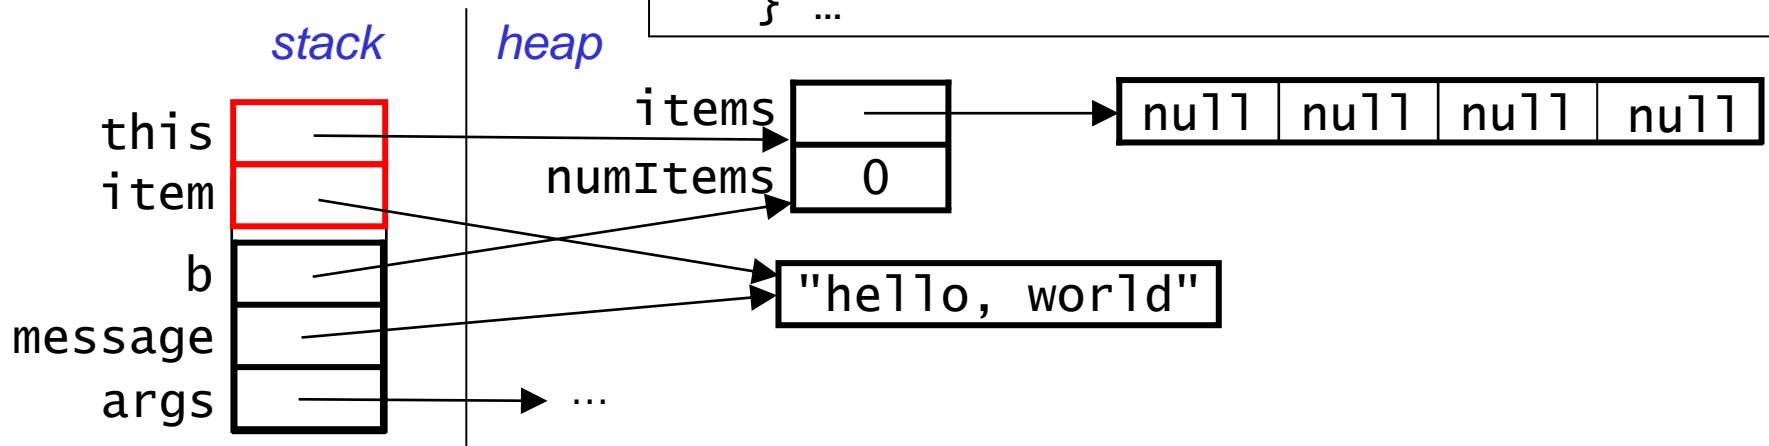 } …
stack heap
items null null null null
this
numItems 0
item
b
"hello, world"
message
args …